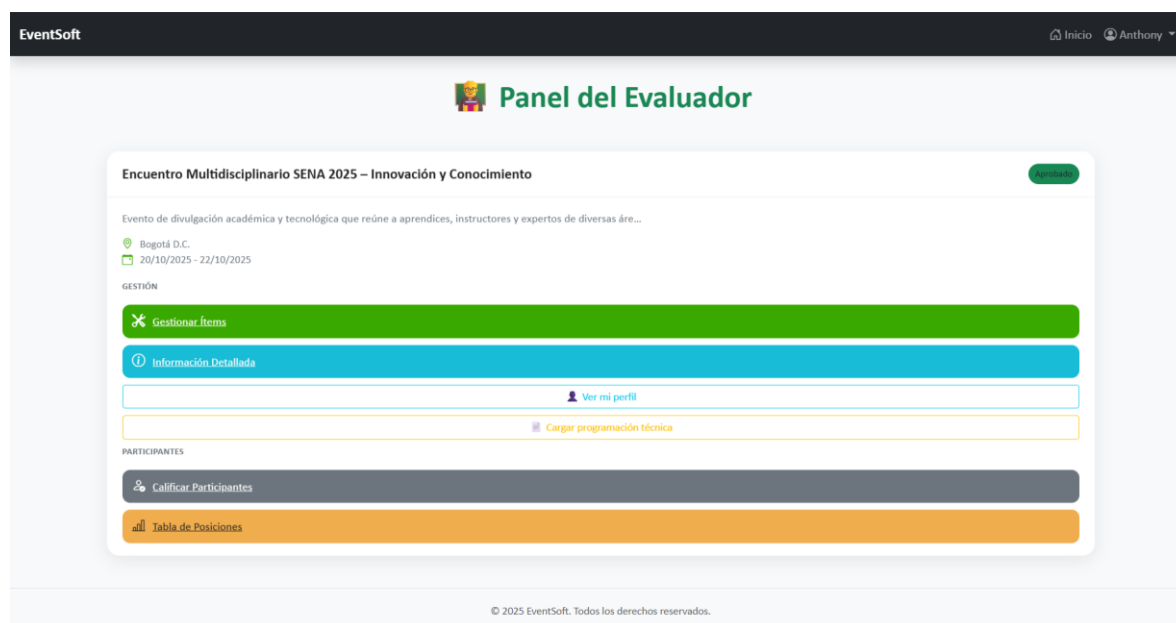 EventSoft
Inicio Anthony
Panel del Evaluador
Encuentro Multidisciplinario SENA 2025 – Innovación y Conocimiento
Aprobado
Evento de divulgación académica y tecnológica que reúne a aprendices, instructores y expertos de diversas áre...
Bogotá D.C.
20/10/2025 - 22/10/2025
GESTIÓN
Gestionar Ítems
Información Detallada
Ver mi perfil
Cargar programación técnica
PARTICIPANTES
Calificar Participantes
Tabla de Posiciones
© 2025 EventSoft. Todos los derechos reservados.